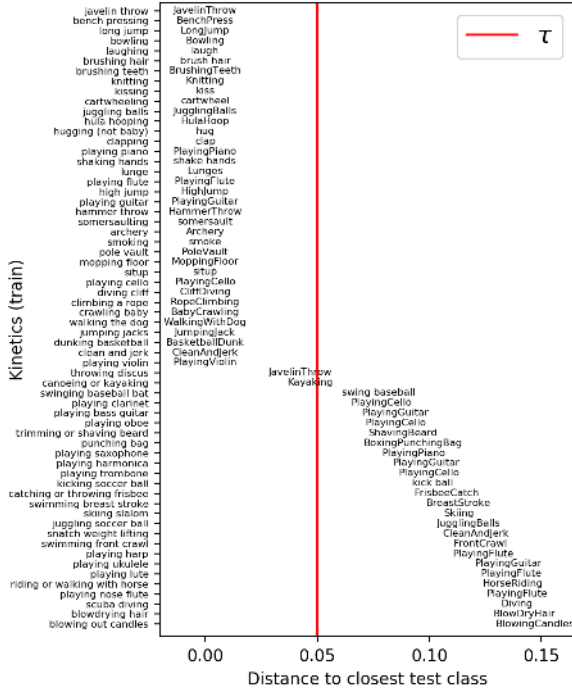 javelin throw JavelinThrow
bench pressing BenchPress
long jump LongJump
bowling Bowling
laughing laugh
brushing hair brush hair
brushing teeth BrushingTeeth
knitting Knitting
kissing kiss
cartwheeling cartwheel
juggling balls JugglingBalls
hula hooping HulaHoop
hugging (not baby) hug
clapping clap
playing piano PlayingPiano
shaking hands shake hands
lunge Lunges
playing flute PlayingFlute
high jump HighJump
playing guitar PlayingGuitar
hammer throw HammerThrow
somersaulting somersault
archery Archery
smoking smoke
pole vault PoleVault
mopping floor MoppingFloor
situp situp
playing cello PlayingCello
diving cliff CliffDiving
climbing a rope RopeClimbing
crawling baby BabyCrawling
walking the dog WalkingWithDog
jumping jacks JumpingJack
dunking basketball BasketballDunk
clean and jerk CleanAndJerk
playing violin PlayingViolin
throwing discus JavelinThrow
canoeing or kayaking Kayaking
swinging baseball bat swing baseball
playing clarinet PlayingCello
playing bass guitar PlayingGuitar
playing oboe PlayingCello
trimming or shaving beard ShavingBeard
punching bag BoxingPunchingBag
playing saxophone PlayingPiano
playing harmonica PlayingGuitar
playing trombone PlayingCello
kicking soccer ball kick ball
catching or throwing frisbee FrisbeeCatch
swimming breast stroke BreastStroke
skiing slalom Skiing
juggling soccer ball JugglingBalls
snatch weight lifting CleanAndJerk
swimming front crawl FrontCrawl
playing harp PlayingFlute
playing ukulele PlayingGuitar
playing lute PlayingFlute
riding or walking with horse HorseRiding
playing nose flute PlayingFlute
scuba diving Diving
blowdrying hair BlowDryHair
blowing out candles BlowingCandles
τ
Kinetics (train)
0.00 0.05 0.10 0.15
Distance to closest test class